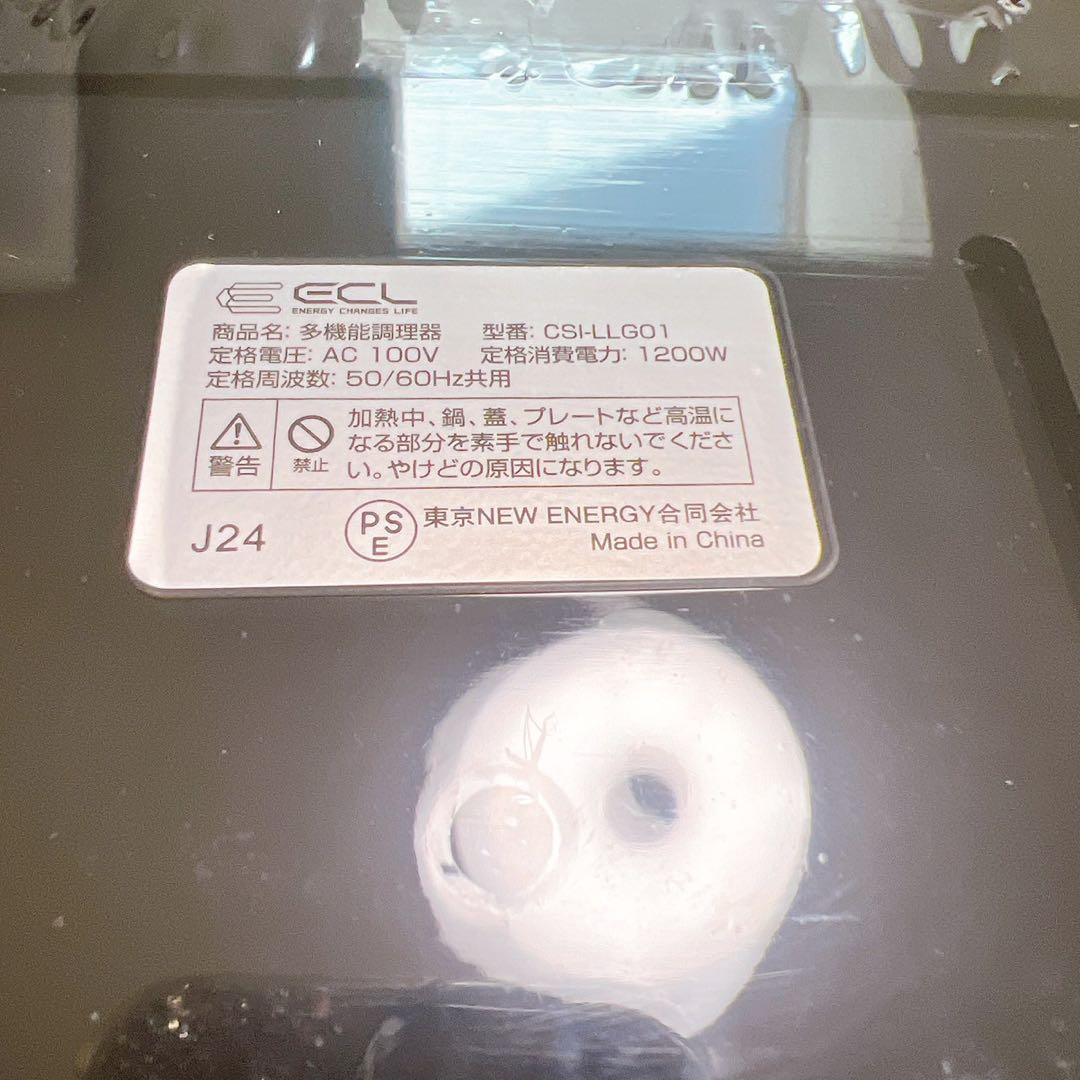 ECL
ENERGY CHANGES LIFE
商品名: 多機能調理器 型番: CSI-LLG01
定格電圧: AC 100V 定格消費電力: 1200W
定格周波数: 50/60Hz共用
警告
禁止
加熱中、鍋、蓋、プレートなど高温に
なる部分を素手で触れないでくださ
い。やけどの原因になります。
J24
PS
E
東京NEW ENERGY合同会社
Made in China